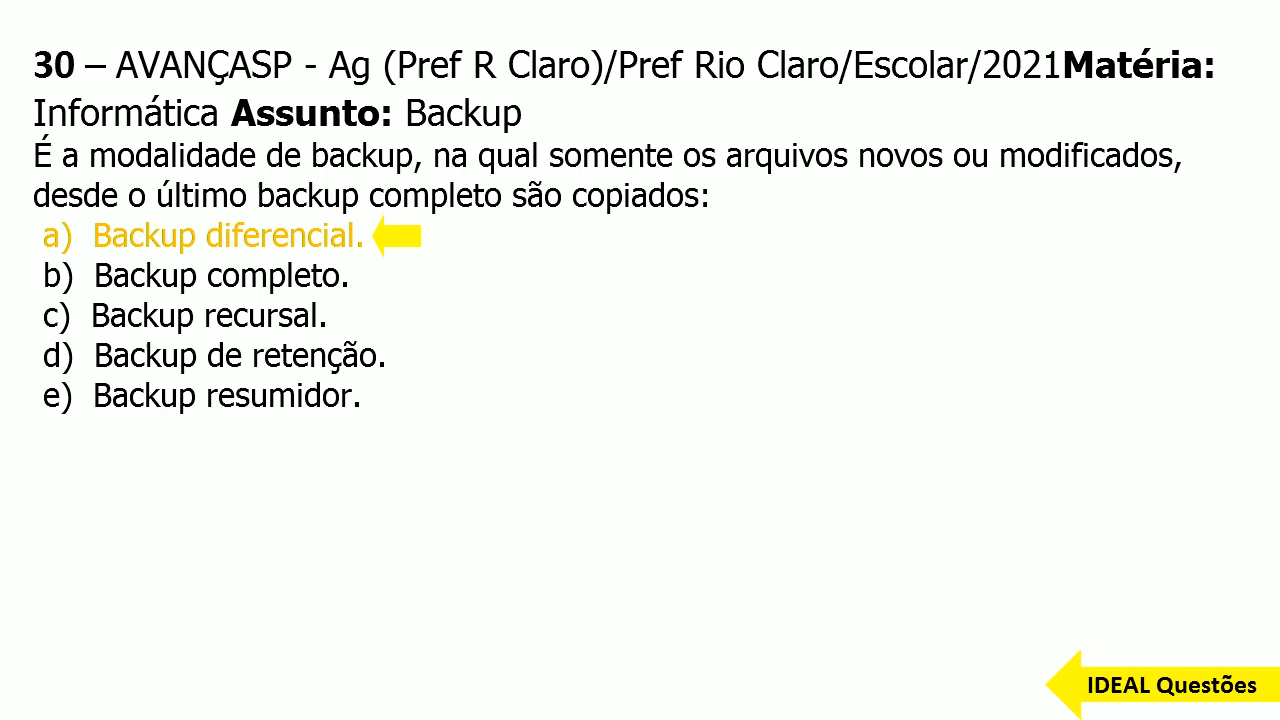 30 – AVANÇASP - Ag (Pref R Claro)/Pref Rio Claro/Escolar/2021Matéria:
Informática Assunto: Backup
É a modalidade de backup, na qual somente os arquivos novos ou modificados,
desde o último backup completo são copiados:
a) Backup diferencial.
b) Backup completo.
c) Backup recursal.
d) Backup de retenção.
e) Backup resumidor.
IDEAL Questões